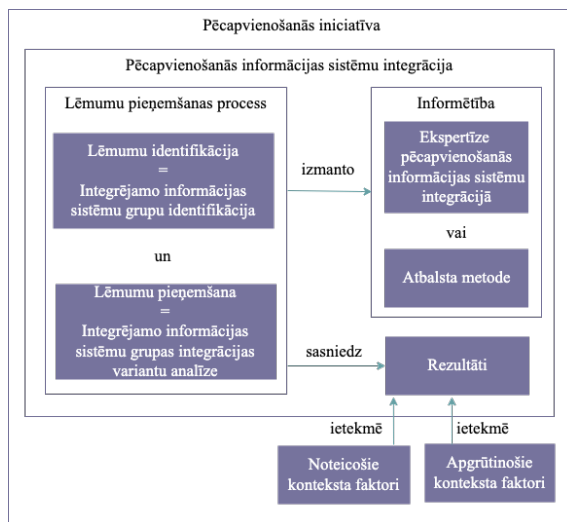 Pēcapvienošanās iniciatīva
Pēcapvienošanās informācijas sistēmu integrācija
Lēmumu pieņemšanas process
Lēmumu identifikācija
=
Integrējamo informācijas
sistēmu grupu identifikācija
un
Lēmumu pieņemšana
=
Integrējamo informācijas
sistēmu grupas integrācijas
variantu analīze
izmanto
Informētība
Ekspertīze
pēcapvienošanās
informācijas sistēmu
integrācijā
vai
Atbalsta metode
sasniedz
Rezultāti
ietekmē
ietekmē
Noteicošie
konteksta faktori
Apgrūtinošie
konteksta faktori